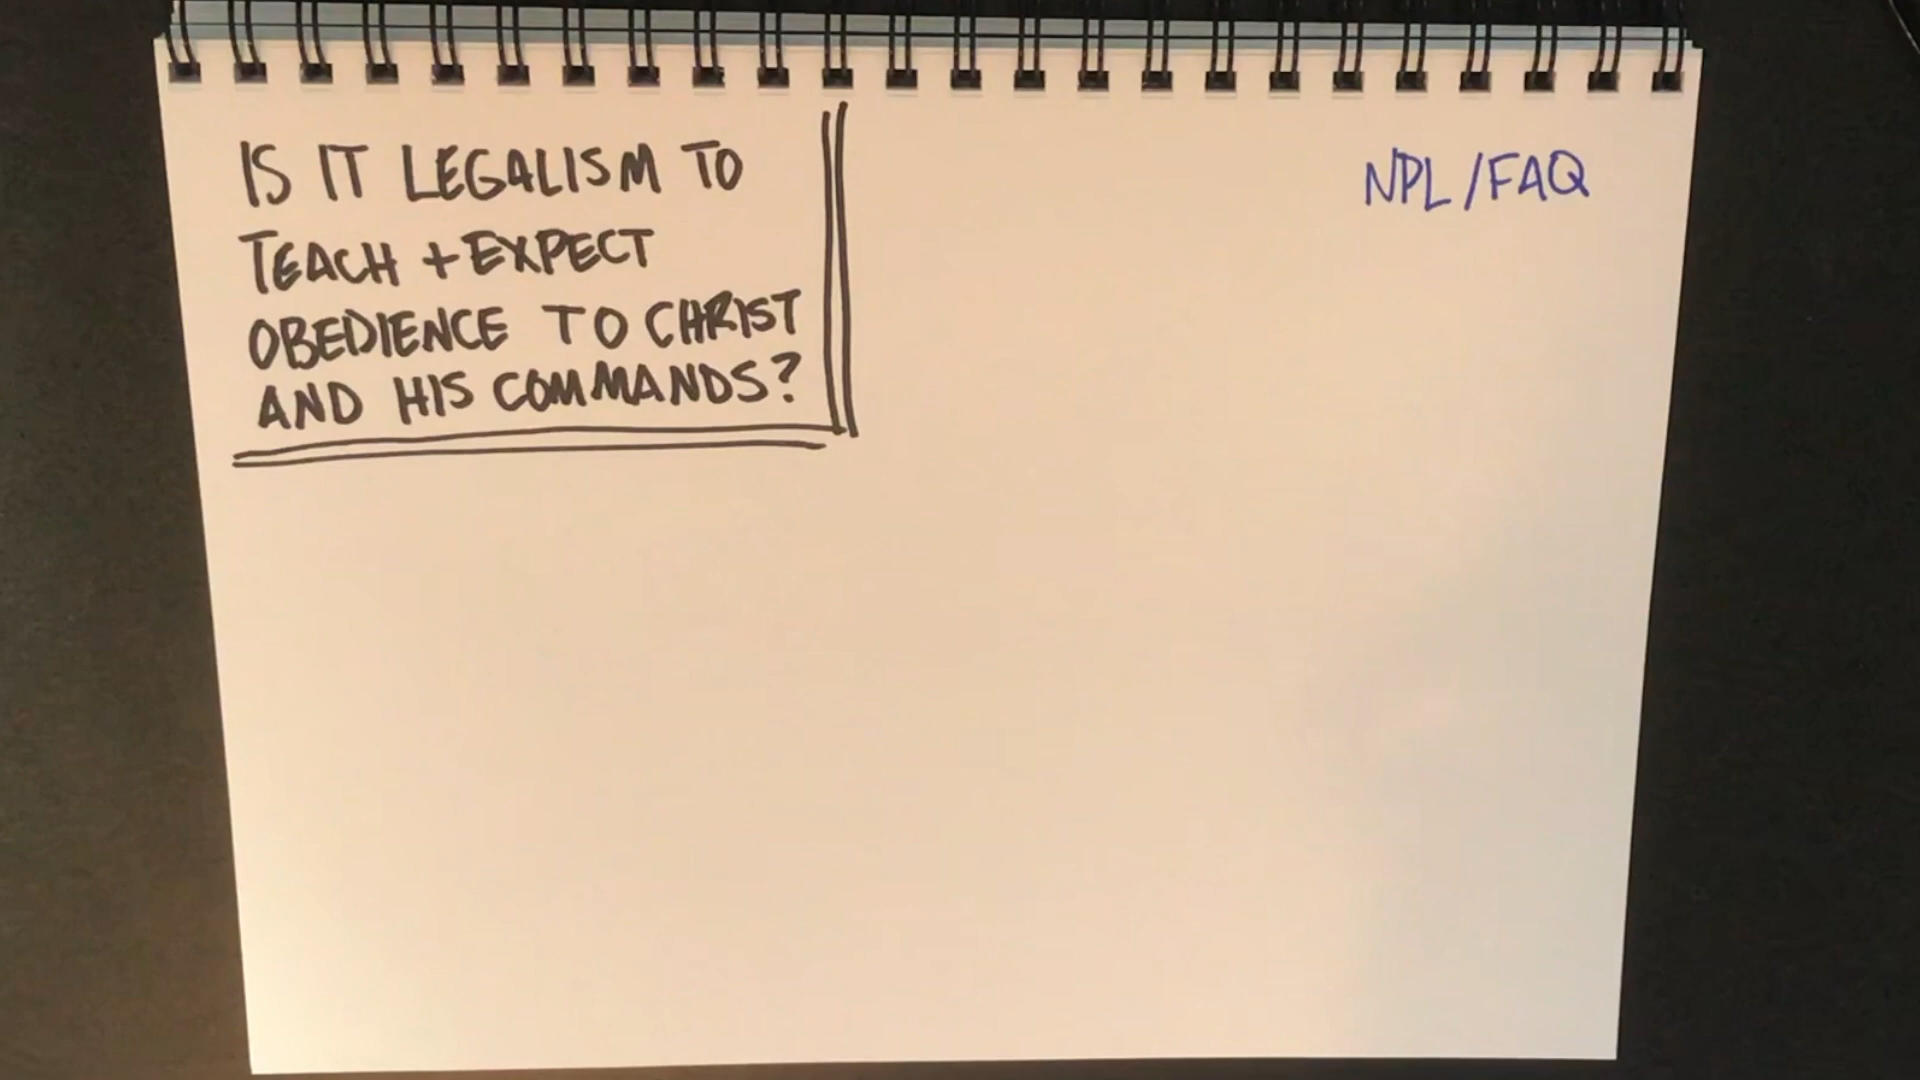 IS IT LEGALISM TO
TEACH + EXPECT
OBEDIENCE TO CHRIST
AND HIS COMMANDS?
NPL/FAQ